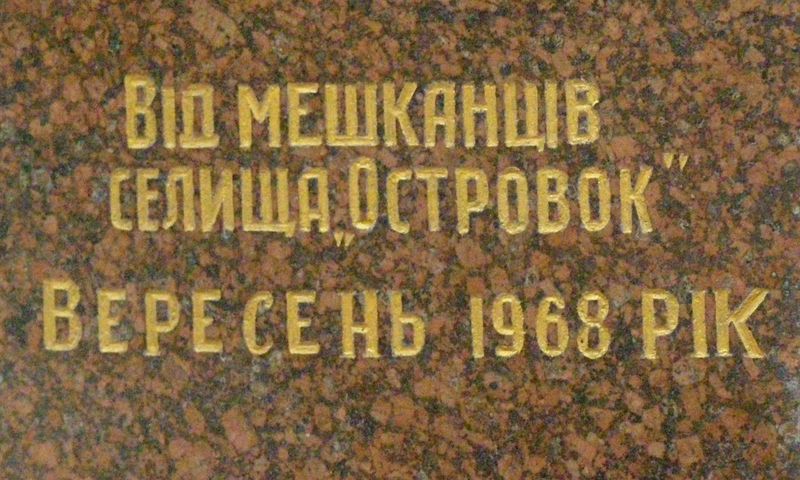 Від мешканців
селища „Островок"
Вересень 1968 рік